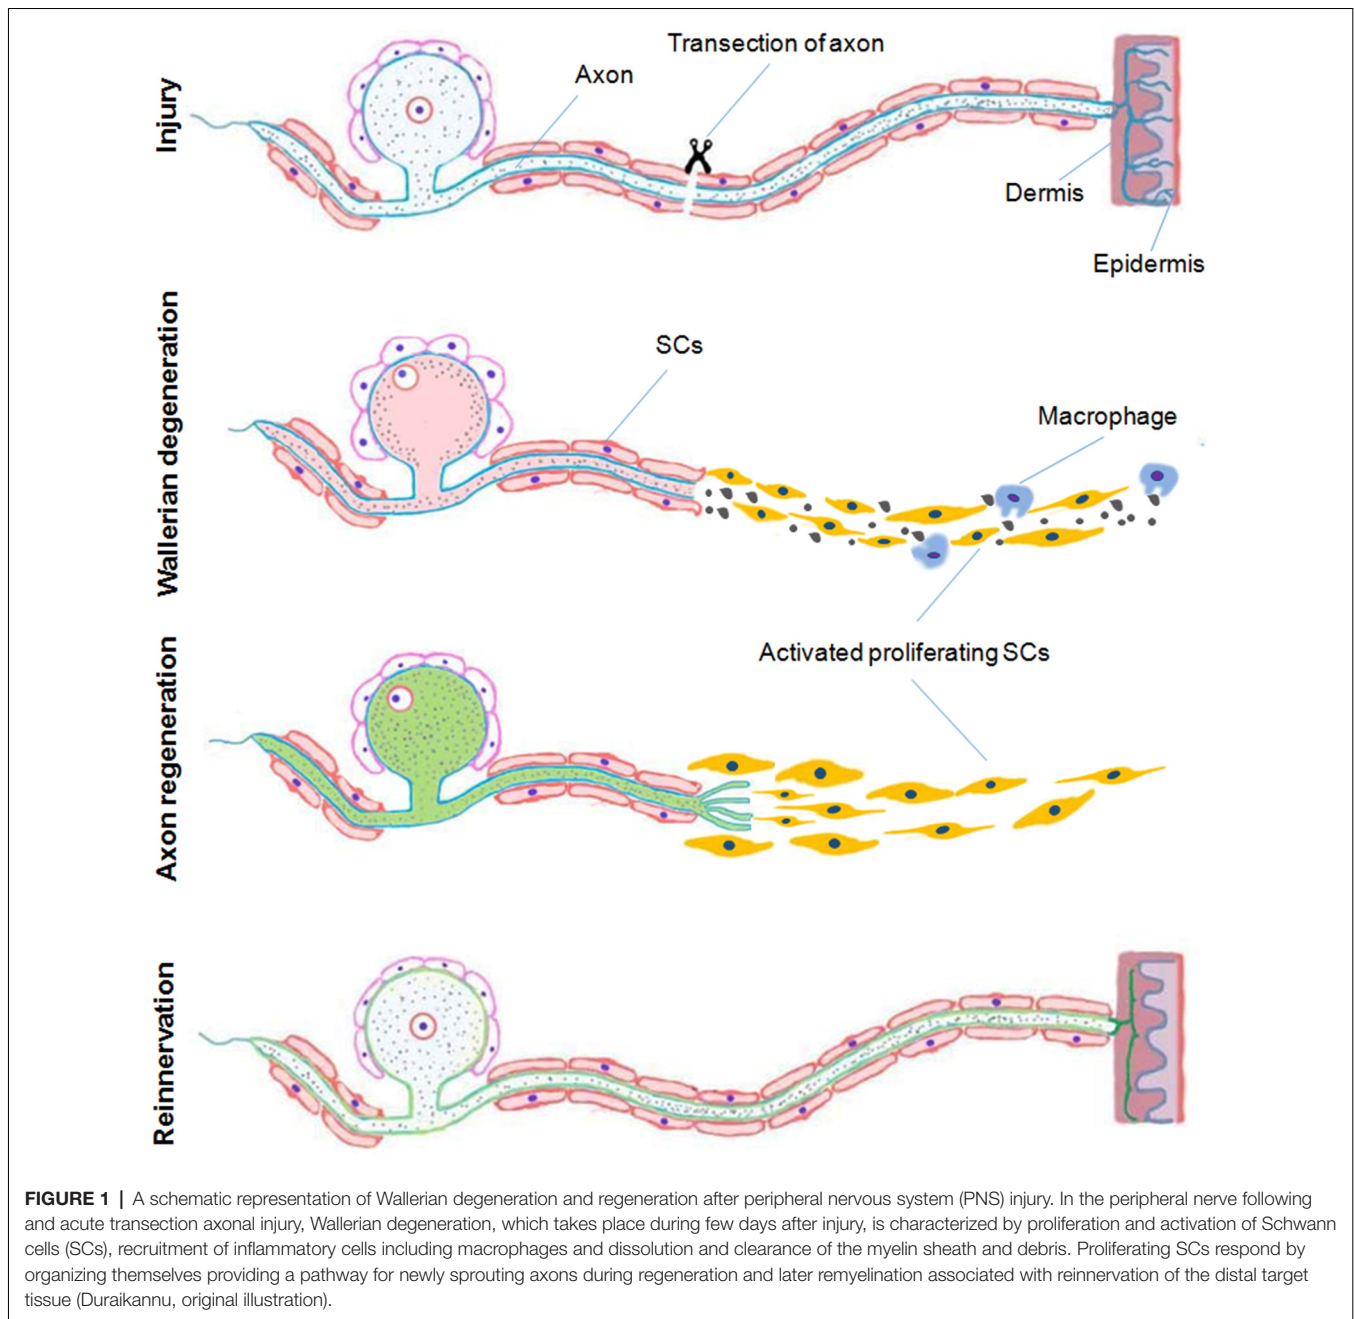 Injury
Transection of axon
Axon
Dermis
Epidermis
Wallerian degeneration
SCs
Macrophage
Activated proliferating SCs
Axon regeneration
Reinnervation
FIGURE 1 | A schematic representation of Wallerian degeneration and regeneration after peripheral nervous system (PNS) injury. In the peripheral nerve following
and acute transection axonal injury, Wallerian degeneration, which takes place during few days after injury, is characterized by proliferation and activation of Schwann
cells (SCs), recruitment of inflammatory cells including macrophages and dissolution and clearance of the myelin sheath and debris. Proliferating SCs respond by
organizing themselves providing a pathway for newly sprouting axons during regeneration and later remyelination associated with reinnervation of the distal target
tissue (Duraikannu, original illustration).